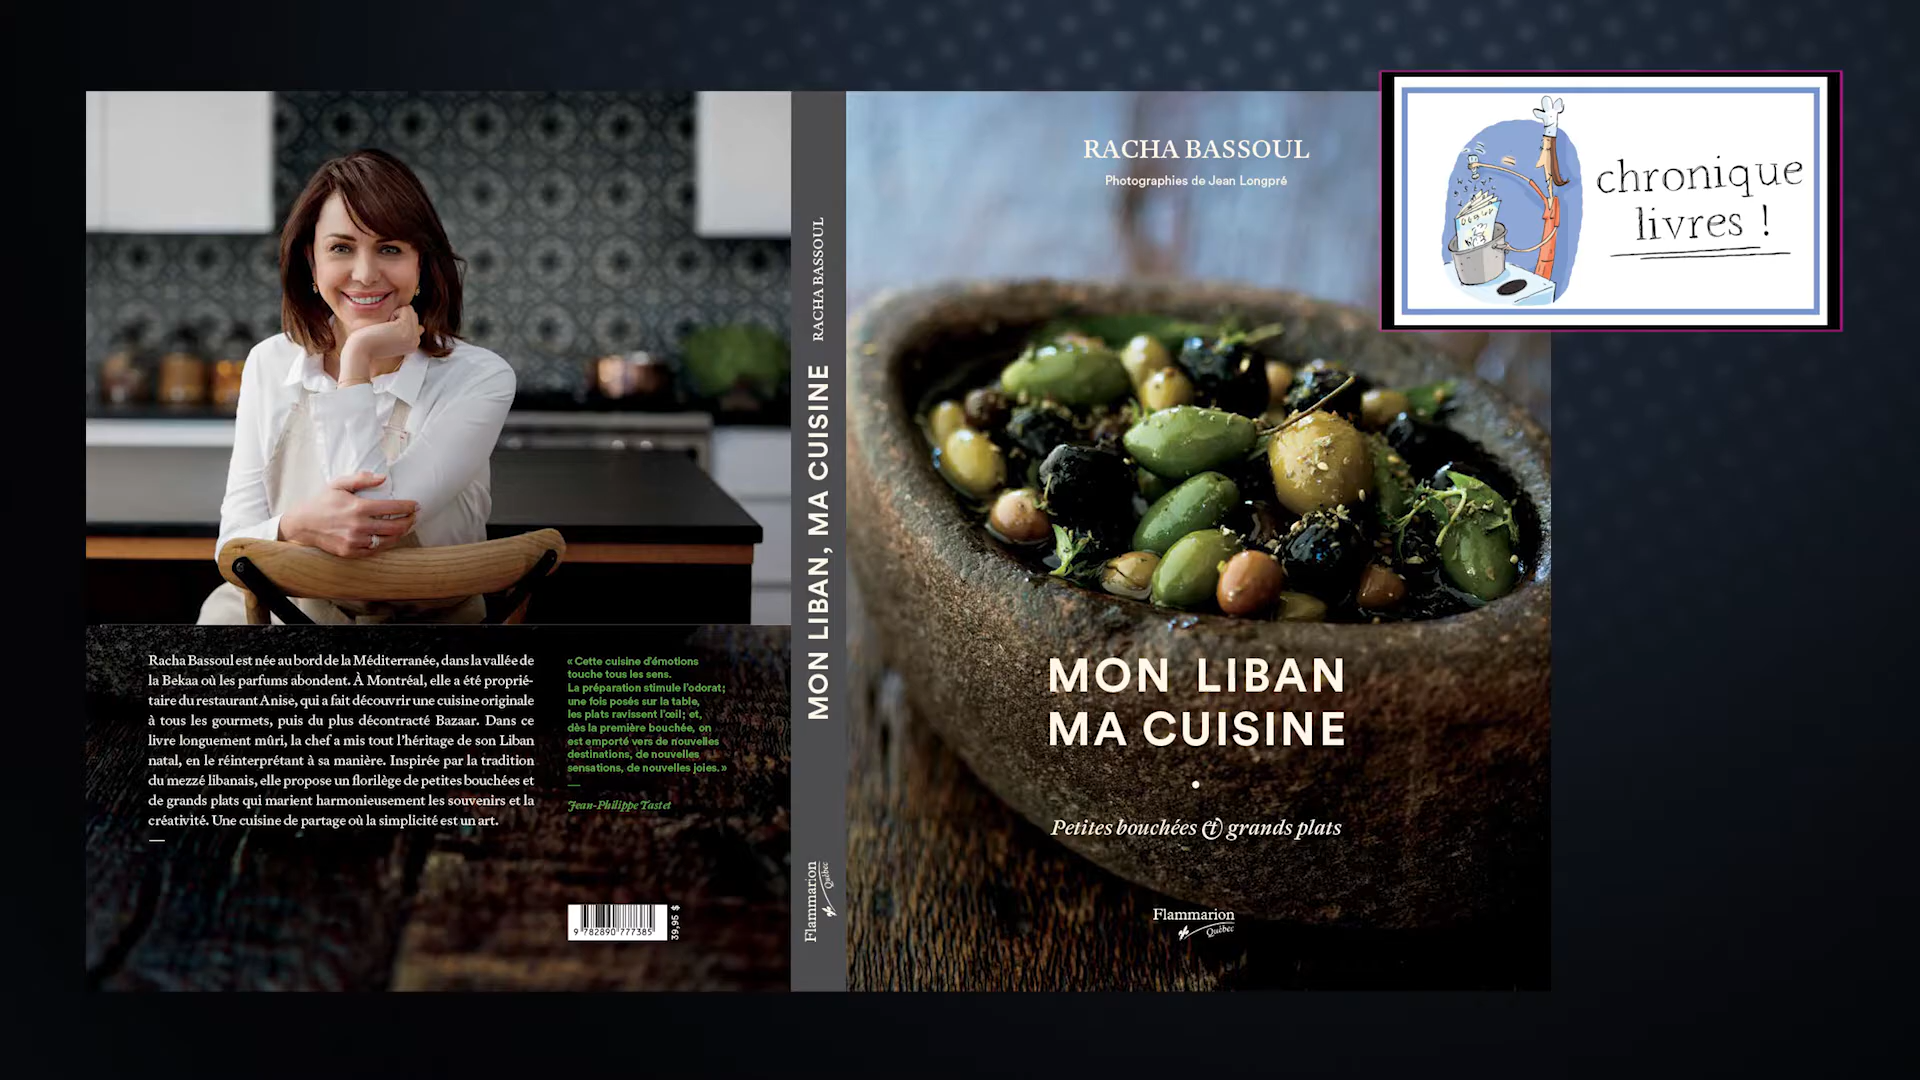 Racha Bassoul est née au bord de la Méditerranée, dans la vallée de
la Bekaa où les parfums abondent. À Montréal, elle a été proprié-
taire du restaurant Anise, qui a fait découvrir une cuisine originale
à tous les gourmets, puis du plus décontracté Bazaar. Dans ce
livre longuement mûri, la chef a mis tout l'héritage de son Liban
natal, en le réinterprétant à sa manière. Inspirée par la tradition
du mezzé libanais, elle propose un florilège de petites bouchées et
de grands plats qui marient harmonieusement les souvenirs et la
créativité. Une cuisine de partage où la simplicité est un art.
« Cette cuisine d'émotions
touche tous les sens.
La préparation stimule l'odorat;
une fois posés sur la table,
les plats ravissent l'œil; et,
dès la première bouchée, on
est emporté vers de nouvelles
destinations, de nouvelles
sensations, de nouvelles joies. »
Jean-Philippe Tastet
9 782890 777385
39,95 $
RACHA BASSOUL
MON LIBAN, MA CUISINE
Flammarion
Québec
RACHA BASSOUL
Photographies de Jean Longpré
MON LIBAN
MA CUISINE
Petites bouchées & grands plats
Flammarion
Québec
chronique
livres !